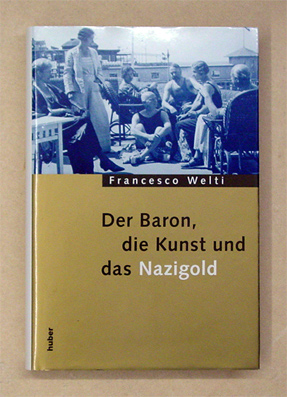 Francesco Welti
Der Baron,
die Kunst und
das Nazigold
huber